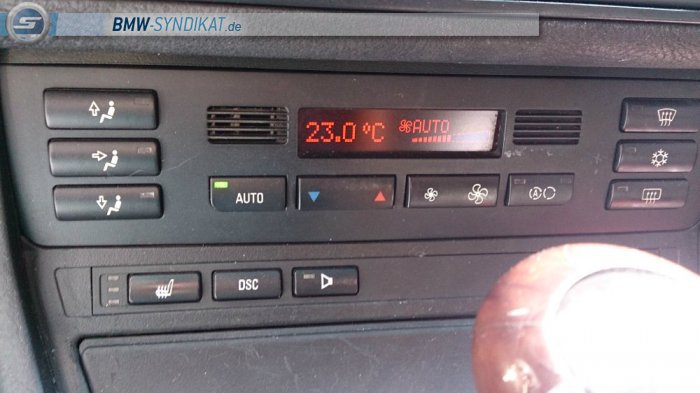 BMW-SYNDIKAT.de
23.0 °C AUTO
AUTO
DSC